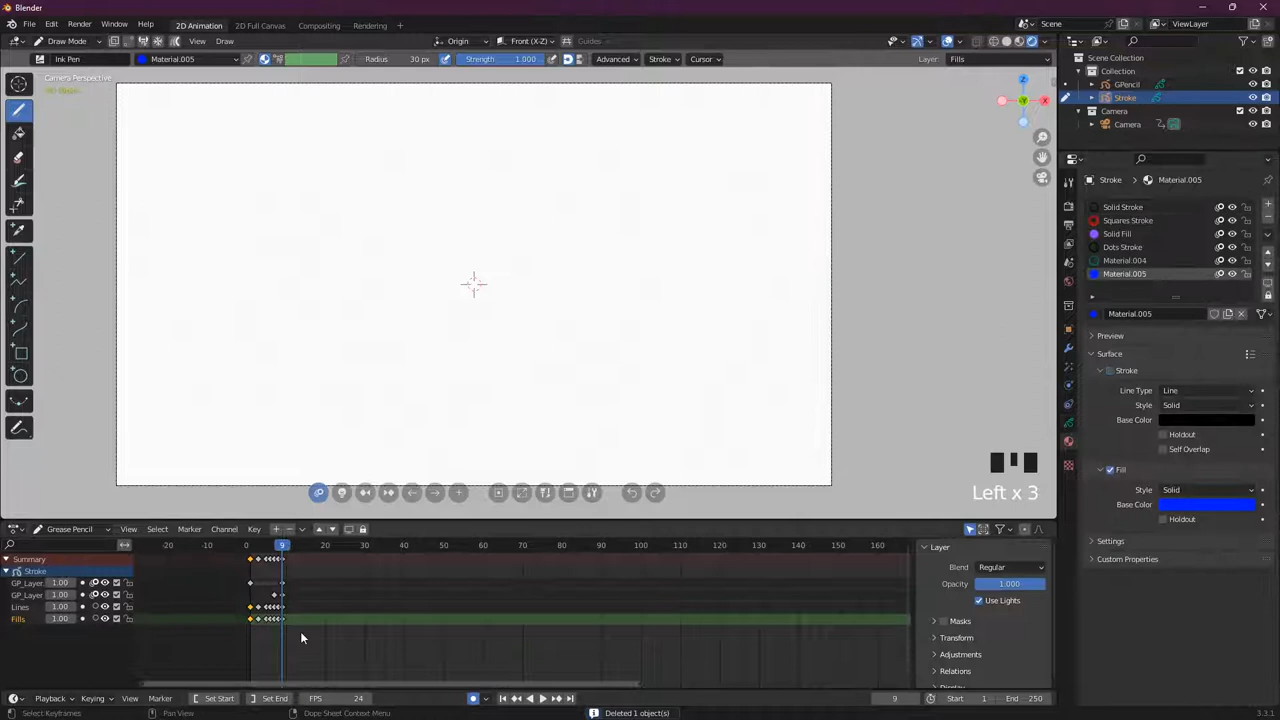 Blender
File Edit Render Window Help 2D Animation 2D Full Canvas Compositing Rendering + Scene ViewLayer
Draw Mode View Draw Origin Front (X-Z) Guides
Ink Pen Material.005 Radius 30 px Strength 1.000 Advanced Stroke Cursor Layer: Fills
Camera Perspective
Scene Collection
Collection
GPencil
Stroke
Camera
Camera
Z
X
-Y
Stroke Material.005
Solid Stroke
Squares Stroke
Solid Fill
Dots Stroke
Material.004
Material.005
Material.005
Preview
Surface
Stroke
Line Type Line
Style Solid
Base Color
Holdout
Self Overlap
Fill
Style Solid
Base Color
Holdout
Settings
Custom Properties
Left x 3
Grease Pencil View Select Marker Channel Key
-20 -10 0 9 20 30 40 50 60 70 80 90 100 110 120 130 140 150 160
Summary
Stroke
GP_Layer. 1.00
GP_Layer. 1.00
Lines 1.00
Fills 1.00
Layer
Blend Regular
Opacity 1.000
Use Lights
Masks
Transform
Adjustments
Relations
Display
Playback Keying View Marker Set Start Set End FPS 24 9 Start 1 End 250
Select Keyframes Pan View Dope Sheet Context Menu Deleted 1 object(s) 3.3.1